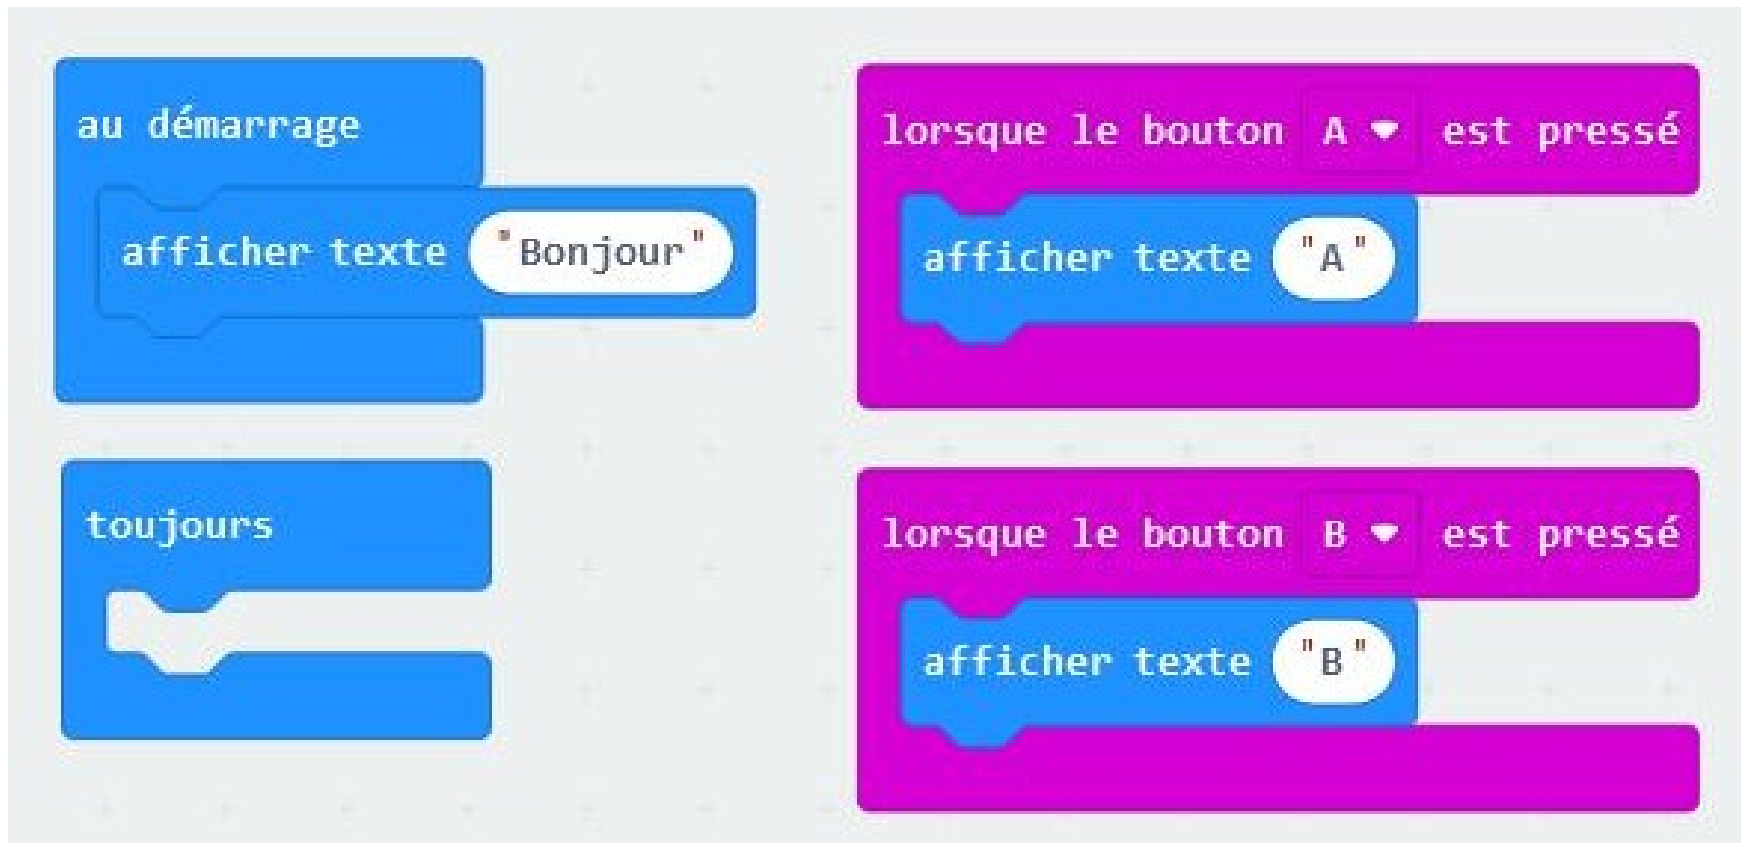 au démarrage
afficher texte "Bonjour"
toujours
lorsque le bouton A est pressé
afficher texte "A"
lorsque le bouton B est pressé
afficher texte "B"